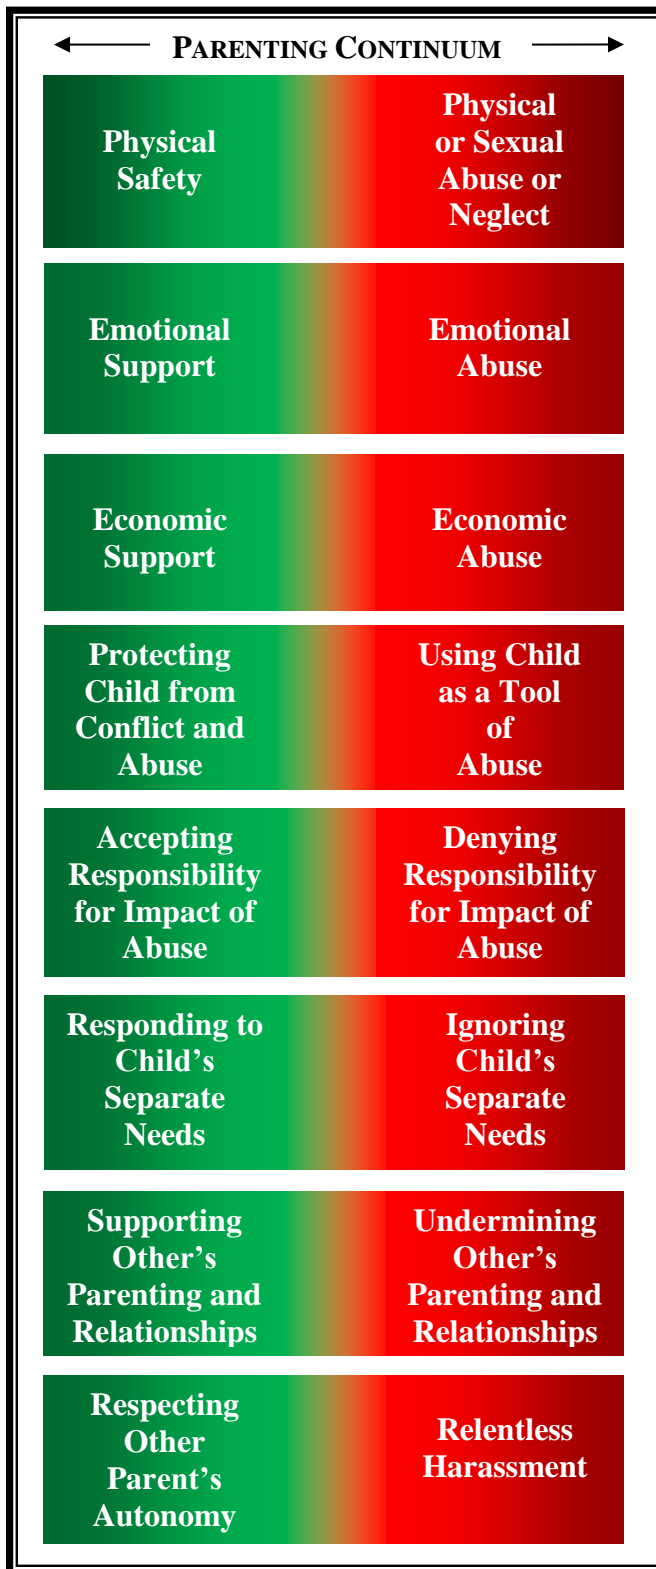 PARENTING CONTINUUM
Physical
Safety
Physical
or Sexual
Abuse or
Neglect
Emotional
Support
Emotional
Abuse
Economic
Support
Economic
Abuse
Protecting
Child from
Conflict and
Abuse
Using Child
as a Tool
of
Abuse
Accepting
Responsibility
for Impact of
Abuse
Denying
Responsibility
for Impact of
Abuse
Responding to
Child’s
Separate
Needs
Ignoring
Child’s
Separate
Needs
Supporting
Other’s
Parenting and
Relationships
Undermining
Other’s
Parenting and
Relationships
Respecting
Other
Parent’s
Autonomy
Relentless
Harassment